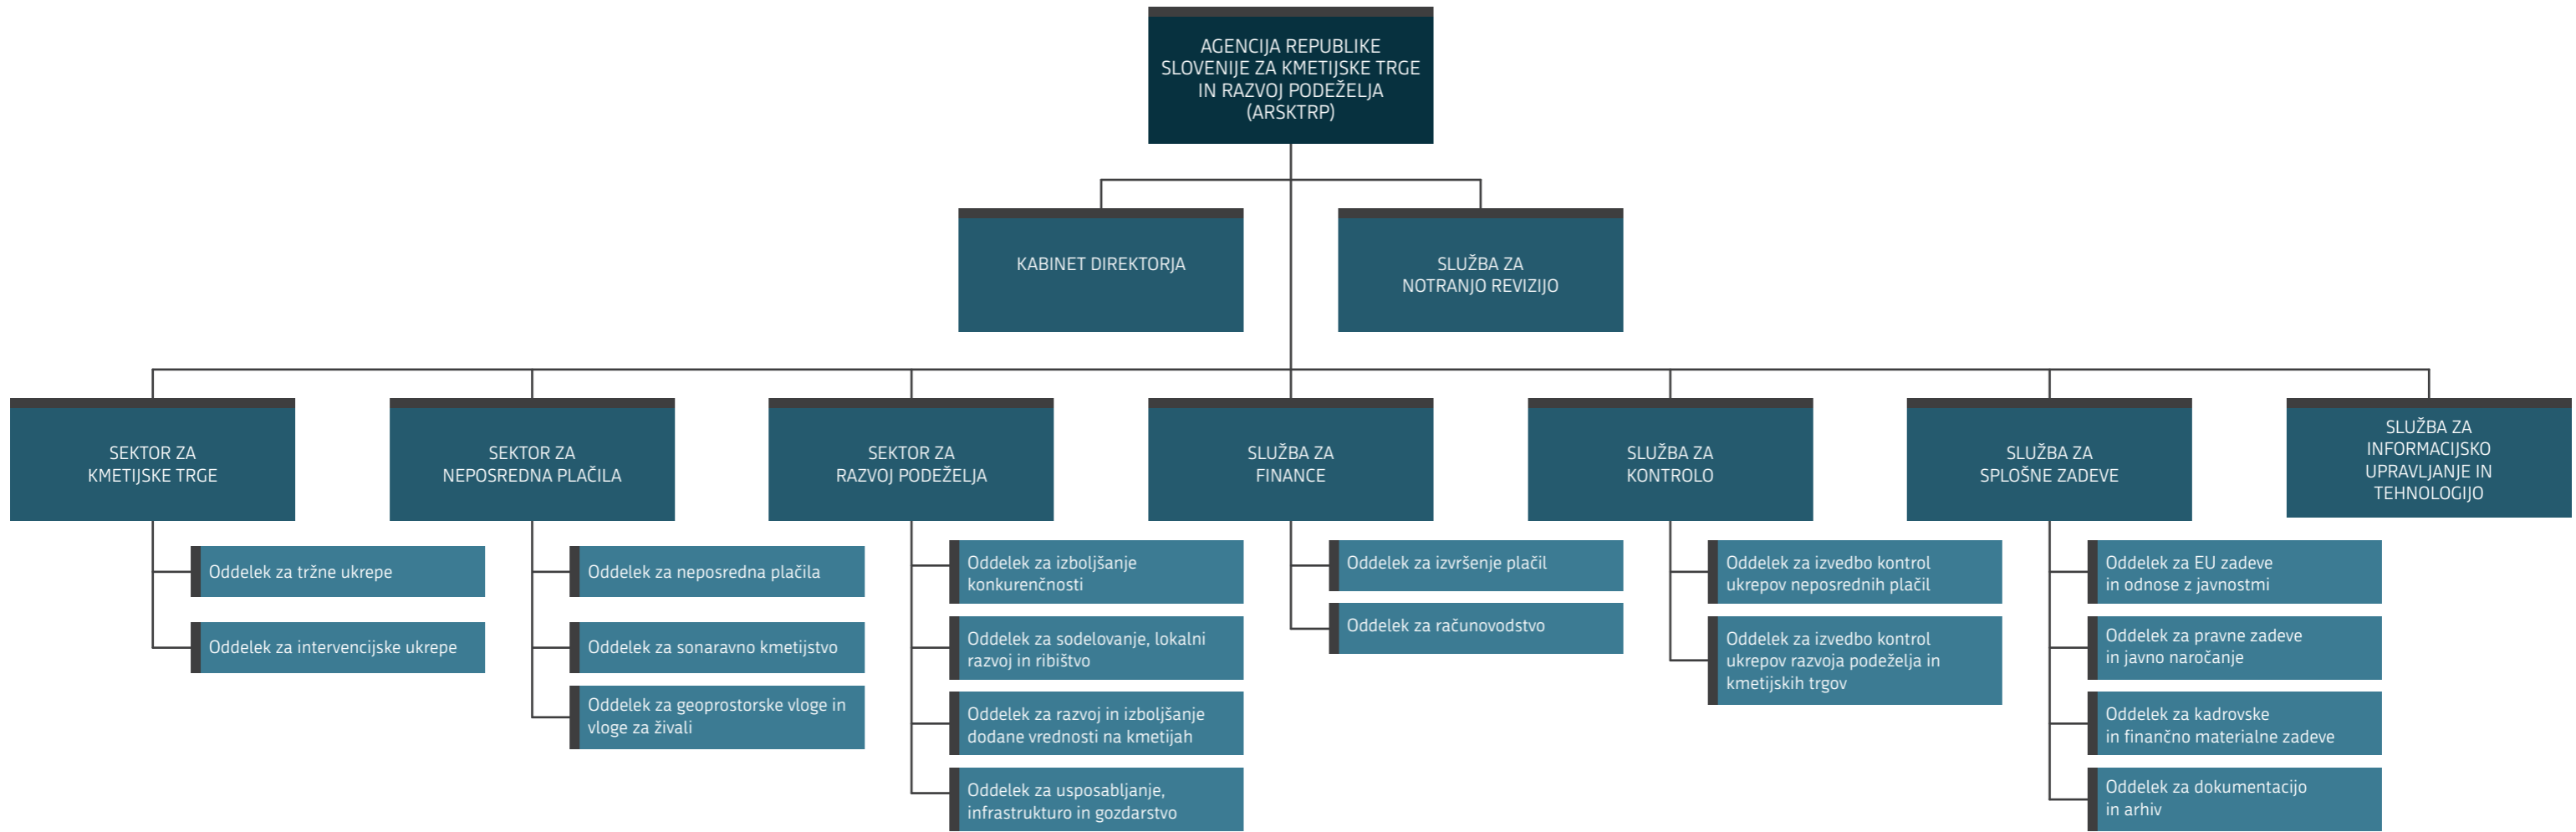 AGENCIJA REPUBLIKE
SLOVENIJE ZA KMETIJSKE TRGE
IN RAZVOJ PODEŽELJA
(ARSKTRP)
KABINET DIREKTORJA
SLUŽBA ZA
NOTRANJO REVIZIJO
SEKTOR ZA
KMETIJSKE TRGE
SEKTOR ZA
NEPOSREDNA PLAČILA
SEKTOR ZA
RAZVOJ PODEŽELJA
SLUŽBA ZA
FINANCE
SLUŽBA ZA
KONTROLO
SLUŽBA ZA
SPLOŠNE ZADEVE
SLUŽBA ZA
INFORMACIJSKO
UPRAVLJANJE IN
TEHNOLOGIJO
Oddelek za tržne ukrepe
Oddelek za intervencijske ukrepe
Oddelek za neposredna plačila
Oddelek za sonaravno kmetijstvo
Oddelek za geoprostorske vloge in
vloge za živali
Oddelek za izboljšanje
konkurenčnosti
Oddelek za sodelovanje, lokalni
razvoj in ribištvo
Oddelek za razvoj in izboljšanje
dodane vrednosti na kmetijah
Oddelek za usposabljanje,
infrastrukturo in gozdarstvo
Oddelek za izvršenje plačil
Oddelek za računovodstvo
Oddelek za izvedbo kontrol
ukrepov neposrednih plačil
Oddelek za izvedbo kontrol
ukrepov razvoja podeželja in
kmetijskih trgov
Oddelek za EU zadeve
in odnose z javnostmi
Oddelek za pravne zadeve
in javno naročanje
Oddelek za kadrovske
in finančno materialne zadeve
Oddelek za dokumentacijo
in arhiv